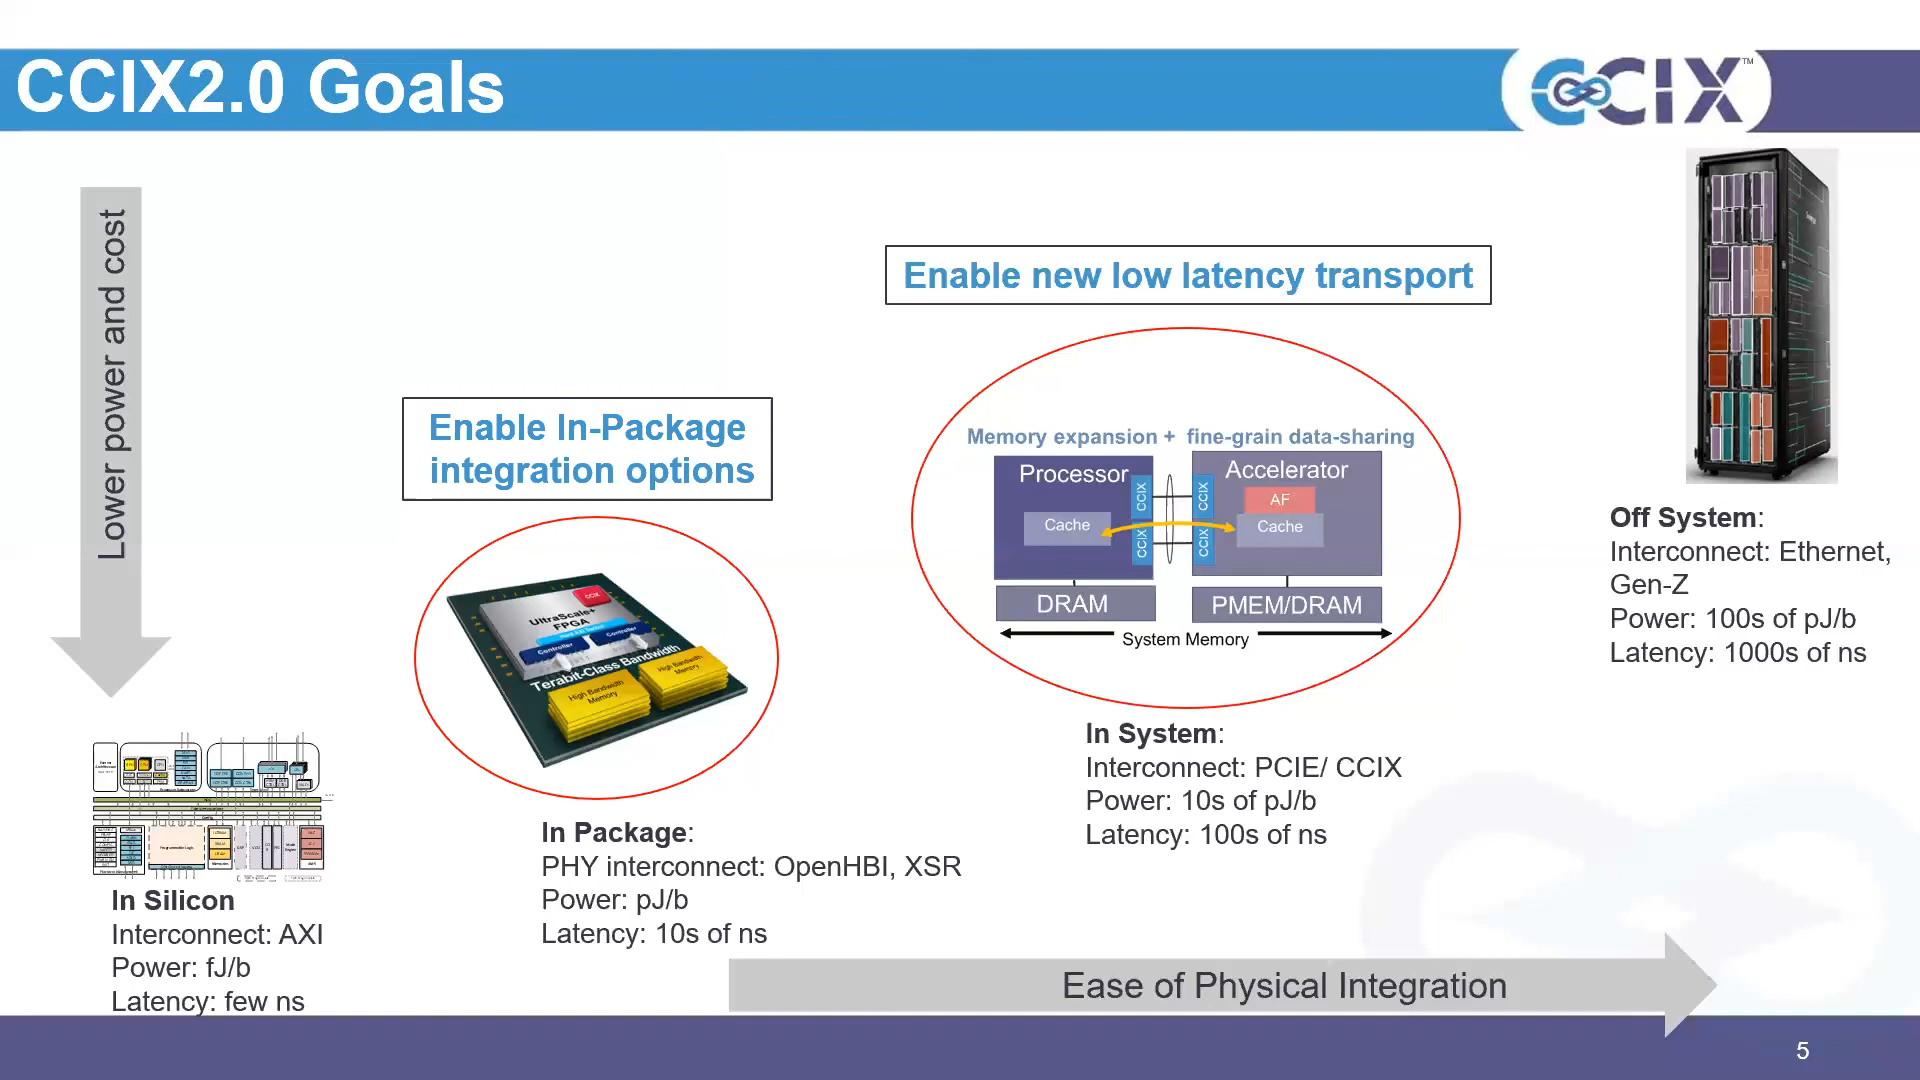 CCIX2.0 Goals
CCIX™
Lower power and cost
Enable new low latency transport
Enable In-Package
integration options
Memory expansion + fine-grain data-sharing
Processor
Accelerator
CCIX
CCIX
AF
Cache
Cache
CCIX
CCIX
DRAM
PMEM/DRAM
System Memory
CCIX
UltraScale+
FPGA
Controller
Controller
Terabit-Class Bandwidth
High Bandwidth
Memory
High Bandwidth
Memory
Off System:
Interconnect: Ethernet,
Gen-Z
Power: 100s of pJ/b
Latency: 1000s of ns
In System:
Interconnect: PCIE/ CCIX
Power: 10s of pJ/b
Latency: 100s of ns
In Package:
PHY interconnect: OpenHBI, XSR
Power: pJ/b
Latency: 10s of ns
In Silicon
Interconnect: AXI
Power: fJ/b
Latency: few ns
Ease of Physical Integration
5